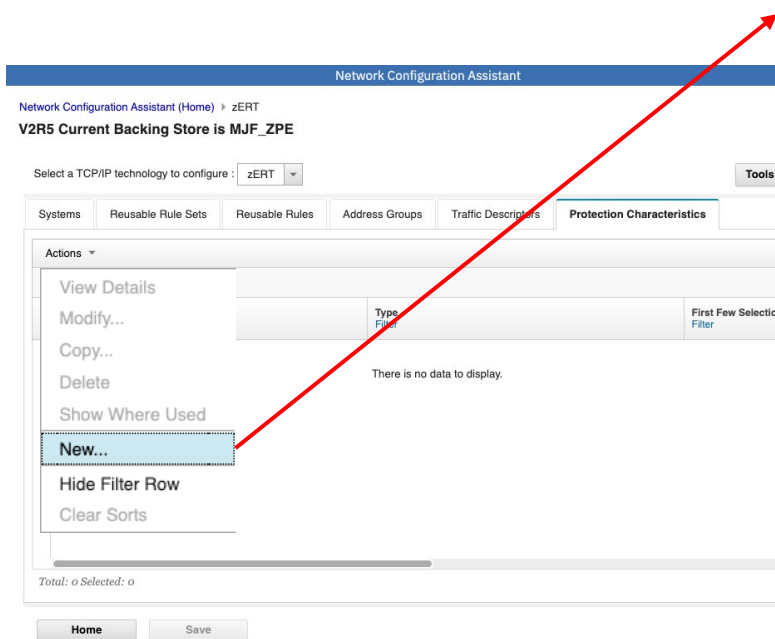 Network Configuration Assistant
Network Configuration Assistant (Home) zERT
V2R5 Current Backing Store is MJF_ZPE
Select a TCP/IP technology to configure : zERT
Tools
Systems Reusable Rule Sets Reusable Rules Address Groups Traffic Descriptors Protection Characteristics
Actions
View Details
Modify...
Copy...
Delete
Show Where Used
New...
Hide Filter Row
Clear Sorts
Type
Filter
First Few Selectio
Filter
There is no data to display.
Total: 0 Selected: 0
Home Save